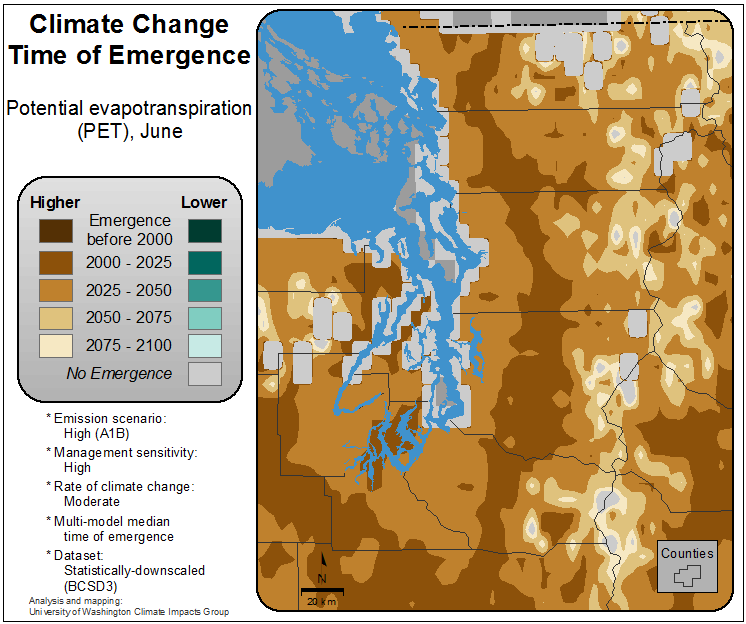 Climate Change
Time of Emergence
Potential evapotranspiration
(PET), June
Higher Lower
Emergence
before 2000
2000 - 2025
2025 - 2050
2050 - 2075
2075 - 2100
No Emergence
* Emission scenario:
High (A1B)
* Management sensitivity:
High
* Rate of climate change:
Moderate
* Multi-model median
time of emergence
* Dataset:
Statistically-downscaled
(BCSD3)
Analysis and mapping:
University of Washington Climate Impacts Group
N
20 km
Counties